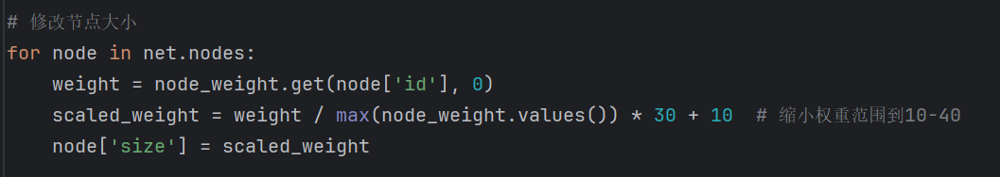 # 修改节点大小
for node in net.nodes:
    weight = node_weight.get(node['id'], 0)
    scaled_weight = weight / max(node_weight.values()) * 30 + 10  # 缩小权重范围到10-40
    node['size'] = scaled_weight